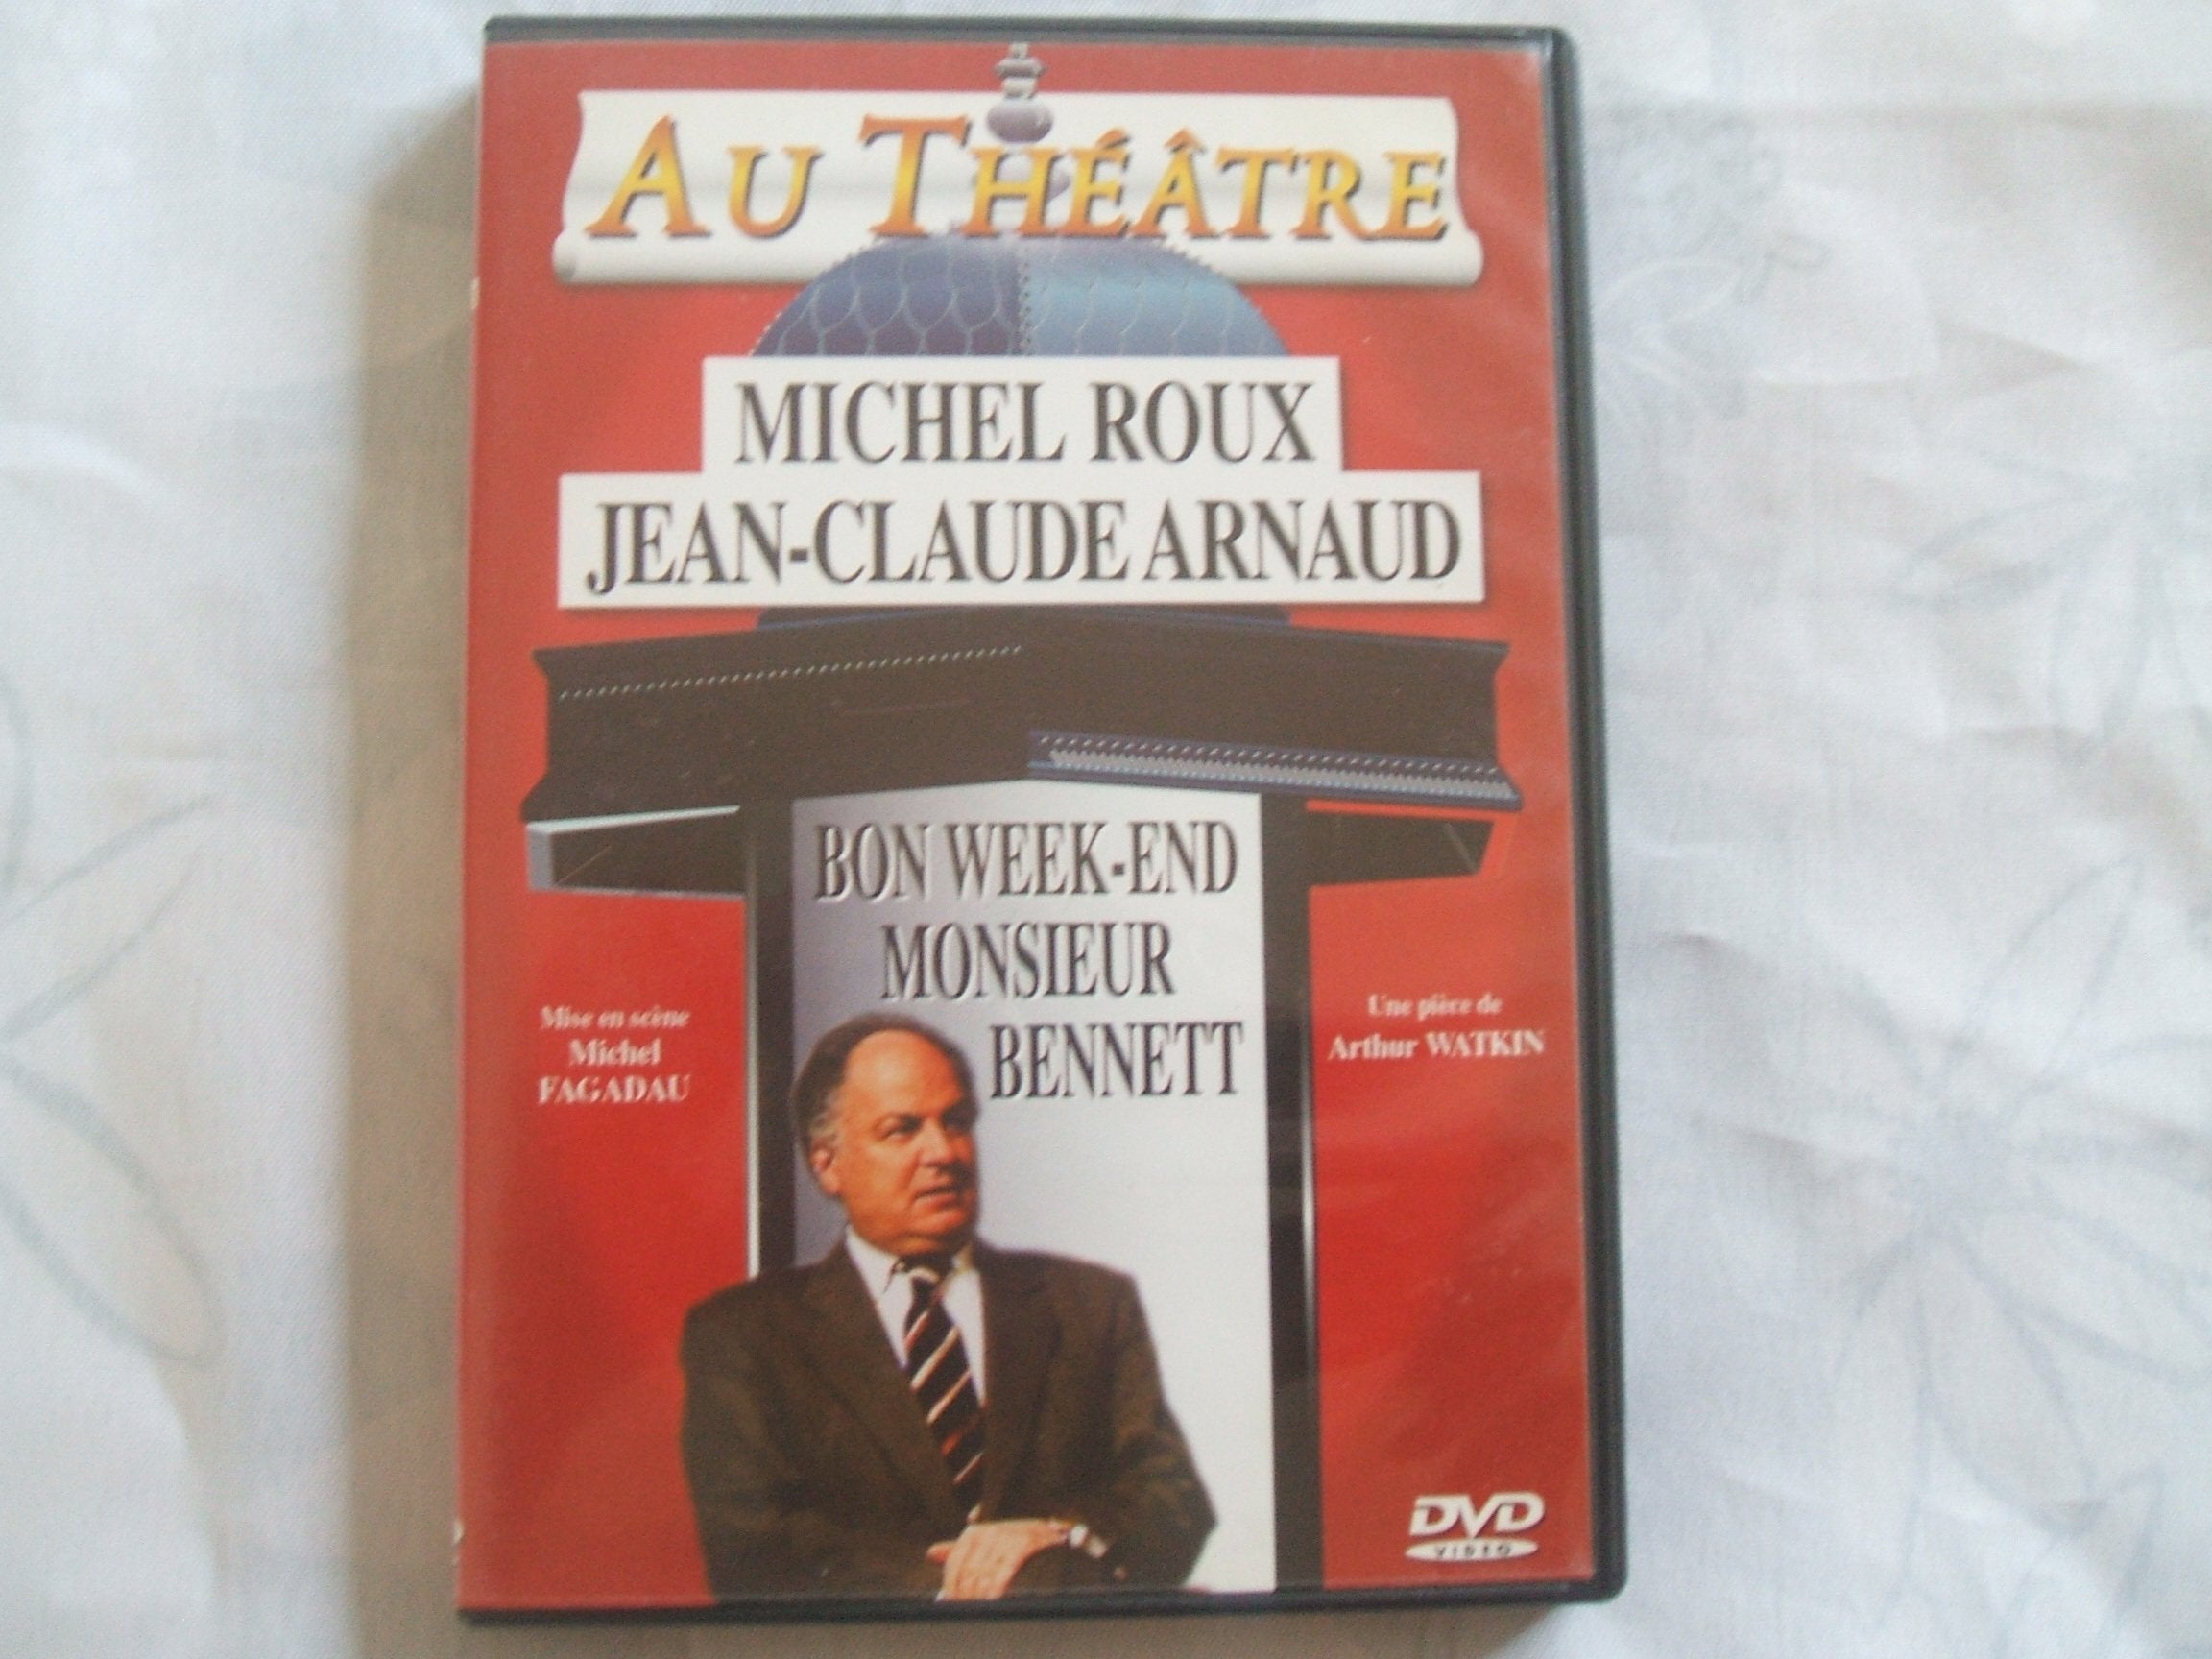 AU THÉÂTRE
MICHEL ROUX
JEAN-CLAUDE ARNAUD
BON WEEK-END
MONSIEUR
BENNETT
Mise en scène
Michel
FAGADAU
Une pièce de
Arthur WATKIN
DVD
VIDEO